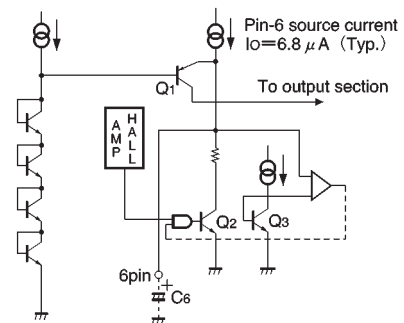 Pin-6 source current
IO=6.8 μA (Typ.)
Q1
To output section
HALL
AMP
Q2
Q3
6pin
+
C6